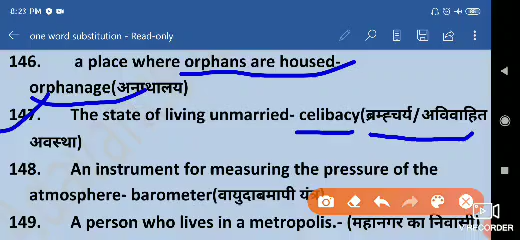 8:23 PM
one word substitution - Read-only
146. a place where orphans are housed-
orphanage(अनाथालय)
147. The state of living unmarried- celibacy(ब्रम्ह्चर्य/अविवाहित
अवस्था)
148. An instrument for measuring the pressure of the
atmosphere- barometer(वायुदाबमापी यंत्र)
149. A person who lives in a metropolis.- (महानगर का निवासी)
RECORDER